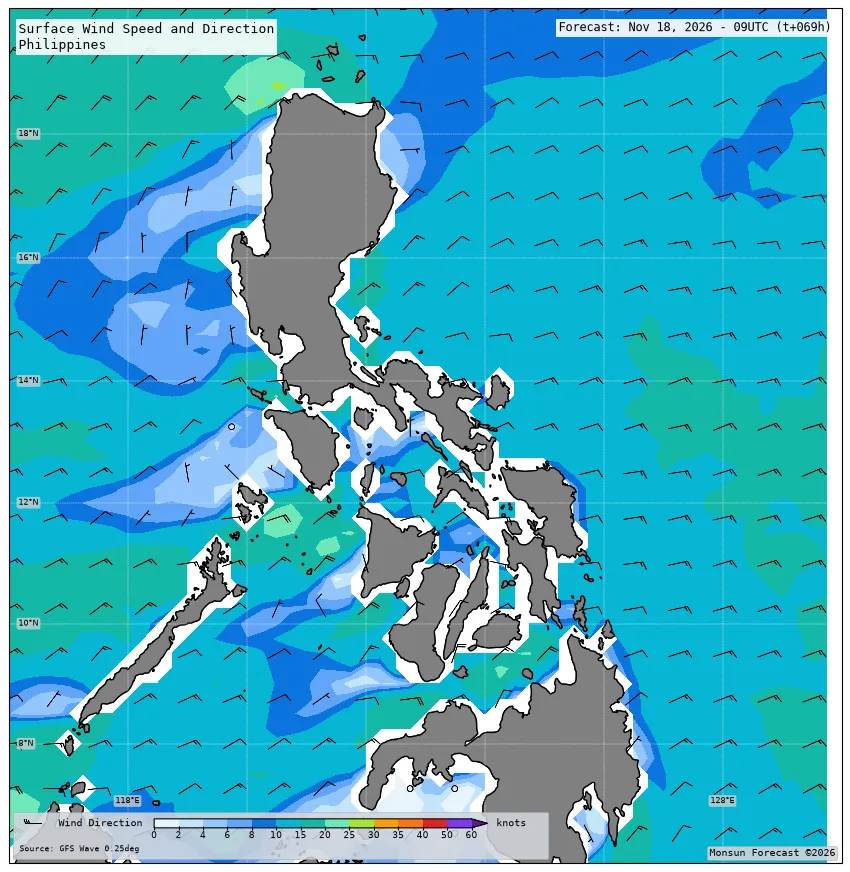 Surface Wind Speed and Direction
Philippines
Forecast: Nov 18, 2026 - 09UTC (t+069h)
18°N
16°N
14°N
12°N
10°N
8°N
118°E
128°E
Wind Direction
knots
0 2 4 6 8 10 15 20 25 30 35 40 50 60
Source: GFS Wave 0.25deg
Monsun Forecast ©2026